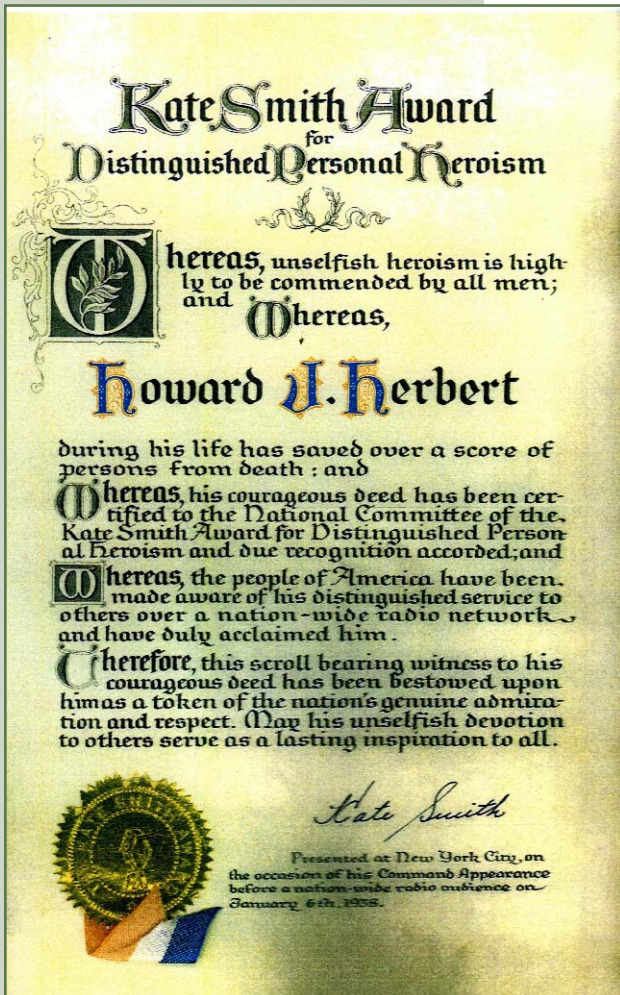 Kate Smith Award
for
Distinguished Personal Heroism
Whereas, unselfish heroism is high-
ly to be commended by all men;
and Whereas,
Howard J. Herbert
during his life has saved over a score of
persons from death : and
Whereas, his courageous deed has been cer-
tified to the National Committee of the
Kate Smith Award for Distinguished Person
al Heroism and due recognition accorded; and
Whereas, the people of America have been
made aware of his distinguished service to
others over a nation-wide radio network
and have duly acclaimed him.
Therefore, this scroll bearing witness to his
courageous deed has been bestowed upon
him as a token of the nation's genuine admira-
tion and respect. May his unselfish devotion
to others serve as a lasting inspiration to all.
Kate Smith
Presented at New York City, on
the occasion of his Command Appearance
before a nation-wide radio audience on
January 6th, 1938.
KATE SMITH AWARD